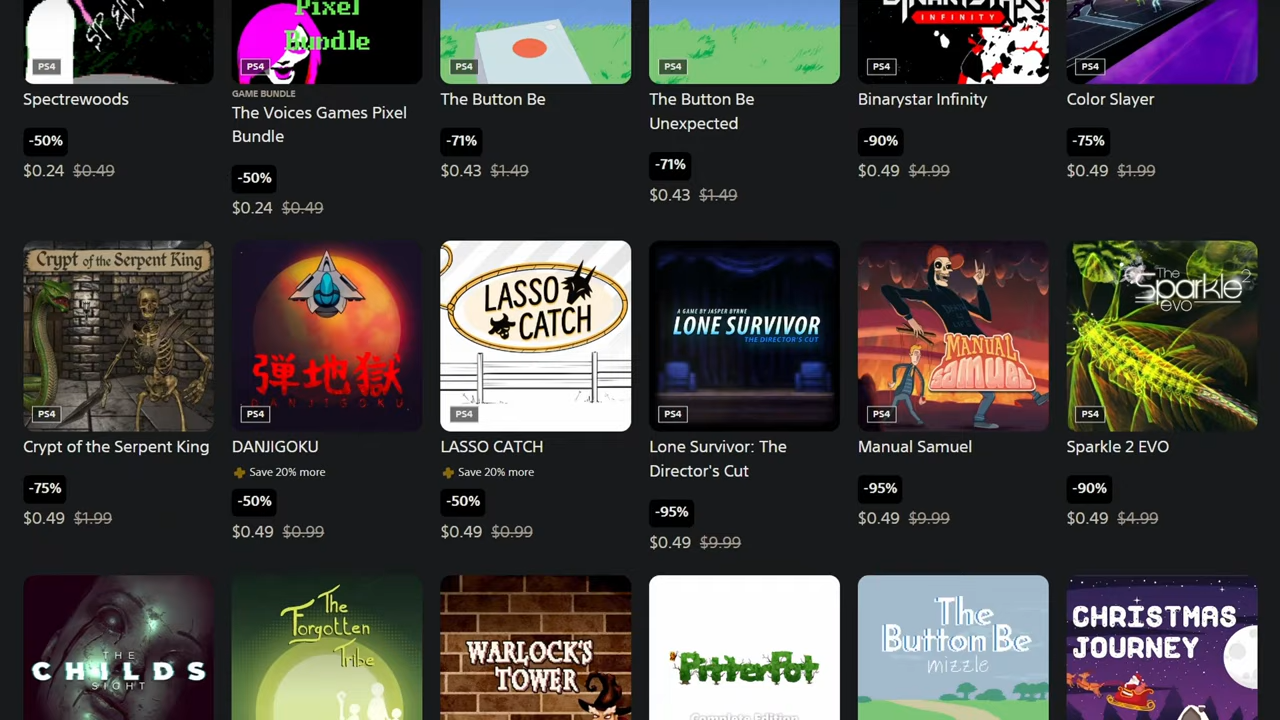 Pixel
Bundle
INFINITY
PS4
PS4
PS4
PS4
PS4
PS4
Spectrewoods
-50%
$0.24 $0.49
GAME BUNDLE
The Voices Games Pixel
Bundle
-50%
$0.24 $0.49
The Button Be
-71%
$0.43 $1.49
The Button Be
Unexpected
-71%
$0.43 $1.49
Binarystar Infinity
-90%
$0.49 $4.99
Color Slayer
-75%
$0.49 $1.99
Crypt of the Serpent King
PS4
Crypt of the Serpent King
-75%
$0.49 $1.99
弾地獄
DANJIGOKU
PS4
DANJIGOKU
Save 20% more
-50%
$0.49 $0.99
LASSO
CATCH
PS4
LASSO CATCH
Save 20% more
-50%
$0.49 $0.99
A GAME BY JASPER BYRNE
LONE SURVIVOR
THE DIRECTOR'S CUT
PS4
Lone Survivor: The
Director's Cut
-95%
$0.49 $9.99
MANUAL
SAMUEL
PS4
Manual Samuel
-95%
$0.49 $9.99
The
Sparkle 2
evo
PS4
Sparkle 2 EVO
-90%
$0.49 $4.99
THE
CHILDS
SIGHT
The
Forgotten
Tribe
WARLOCK'S
TOWER
PitterPot
Complete Edition
The
Button Be
mizzle
CHRISTMAS
JOURNEY